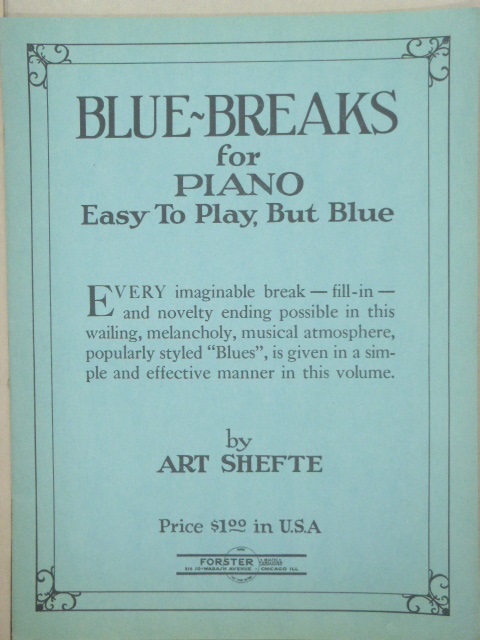 BLUE~BREAKS
for
PIANO
Easy To Play, But Blue
EVERY imaginable break — fill-in —
and novelty ending possible in this
wailing, melancholy, musical atmosphere,
popularly styled "Blues", is given in a sim-
ple and effective manner in this volume.
by
ART SHEFTE
Price $1.00 in U.S.A
FORSTER
WABASH AVENUE CHICAGO ILL